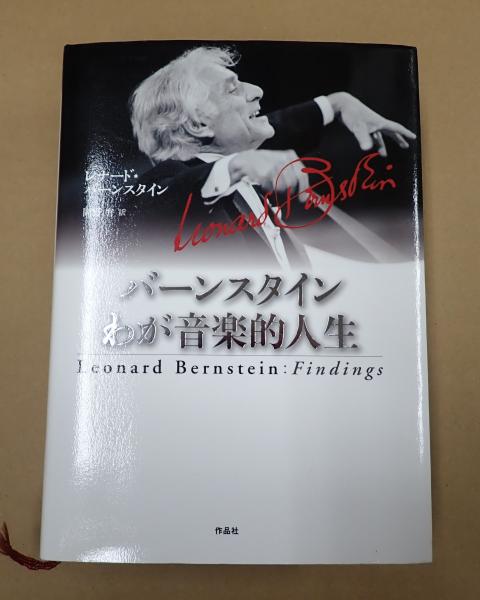 レナード・
バーンスタイン
訳
Leonard Bernstein
バーンスタイン
わが音楽的人生
Leonard Bernstein : Findings
作品社